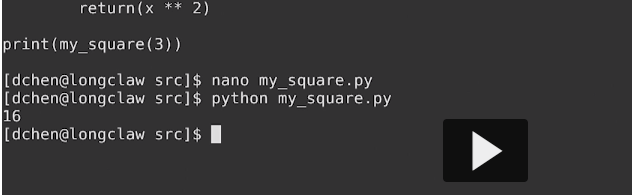 return(x ** 2)
print(my_square(3))
[dchen@longclaw src]$ nano my_square.py
[dchen@longclaw src]$ python my_square.py
16
[dchen@longclaw src]$